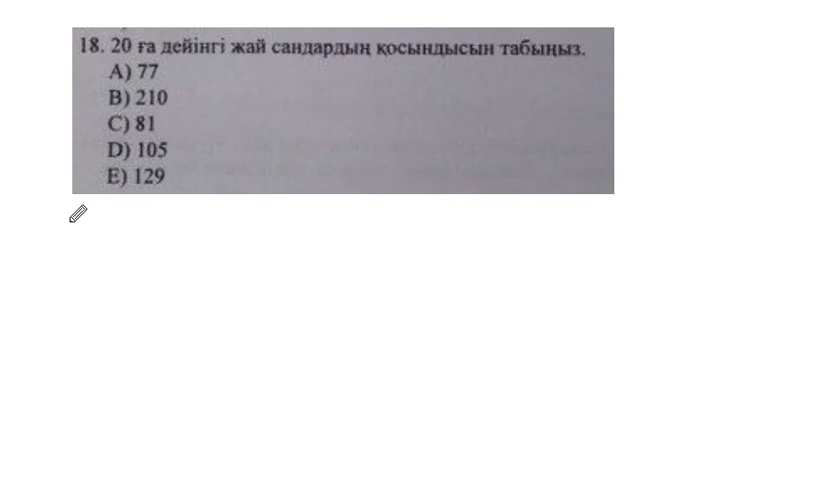 18. 20 ға дейінгі жай сандардың қосындысын табыңыз.
A) 77
B) 210
C) 81
D) 105
E) 129